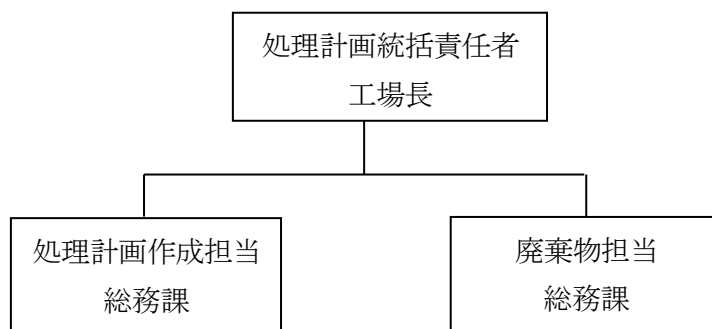 処理計画統括責任者
工場長
処理計画作成担当
総務課
廃棄物担当
総務課